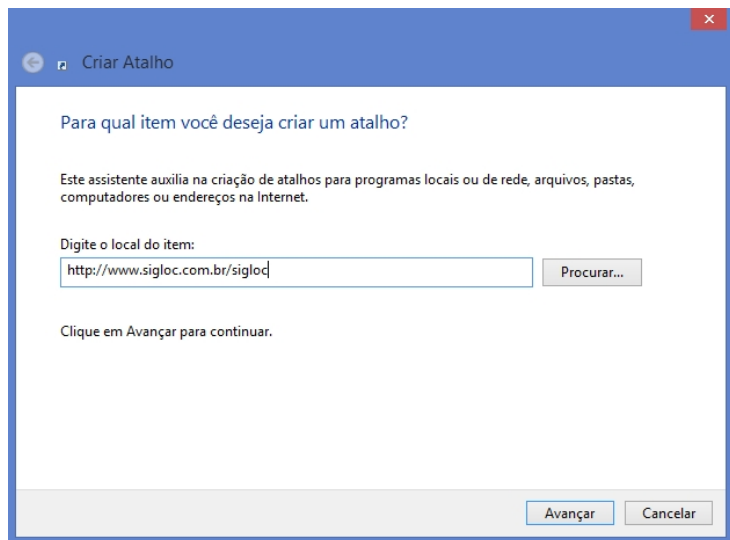 Criar Atalho
Para qual item você deseja criar um atalho?
Este assistente auxilia na criação de atalhos para programas locais ou de rede, arquivos, pastas,
computadores ou endereços na Internet.
Digite o local do item:
http://www.sigloc.com.br/sigloc
Procurar...
Clique em Avançar para continuar.
Avançar
Cancelar